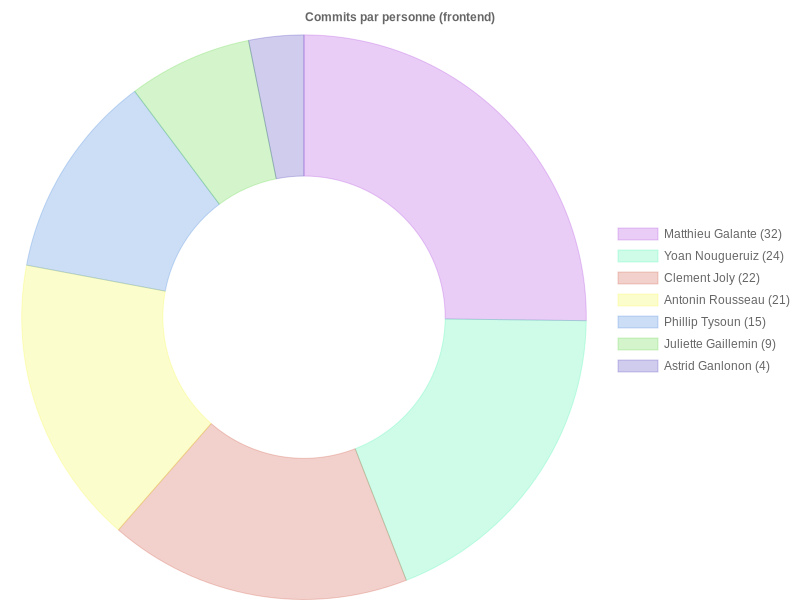 Commits par personne (frontend)
Matthieu Galante (32)
Yoan Nougueruiz (24)
Clement Joly (22)
Antonin Rousseau (21)
Phillip Tysoun (15)
Juliette Gaillemin (9)
Astrid Ganlonon (4)